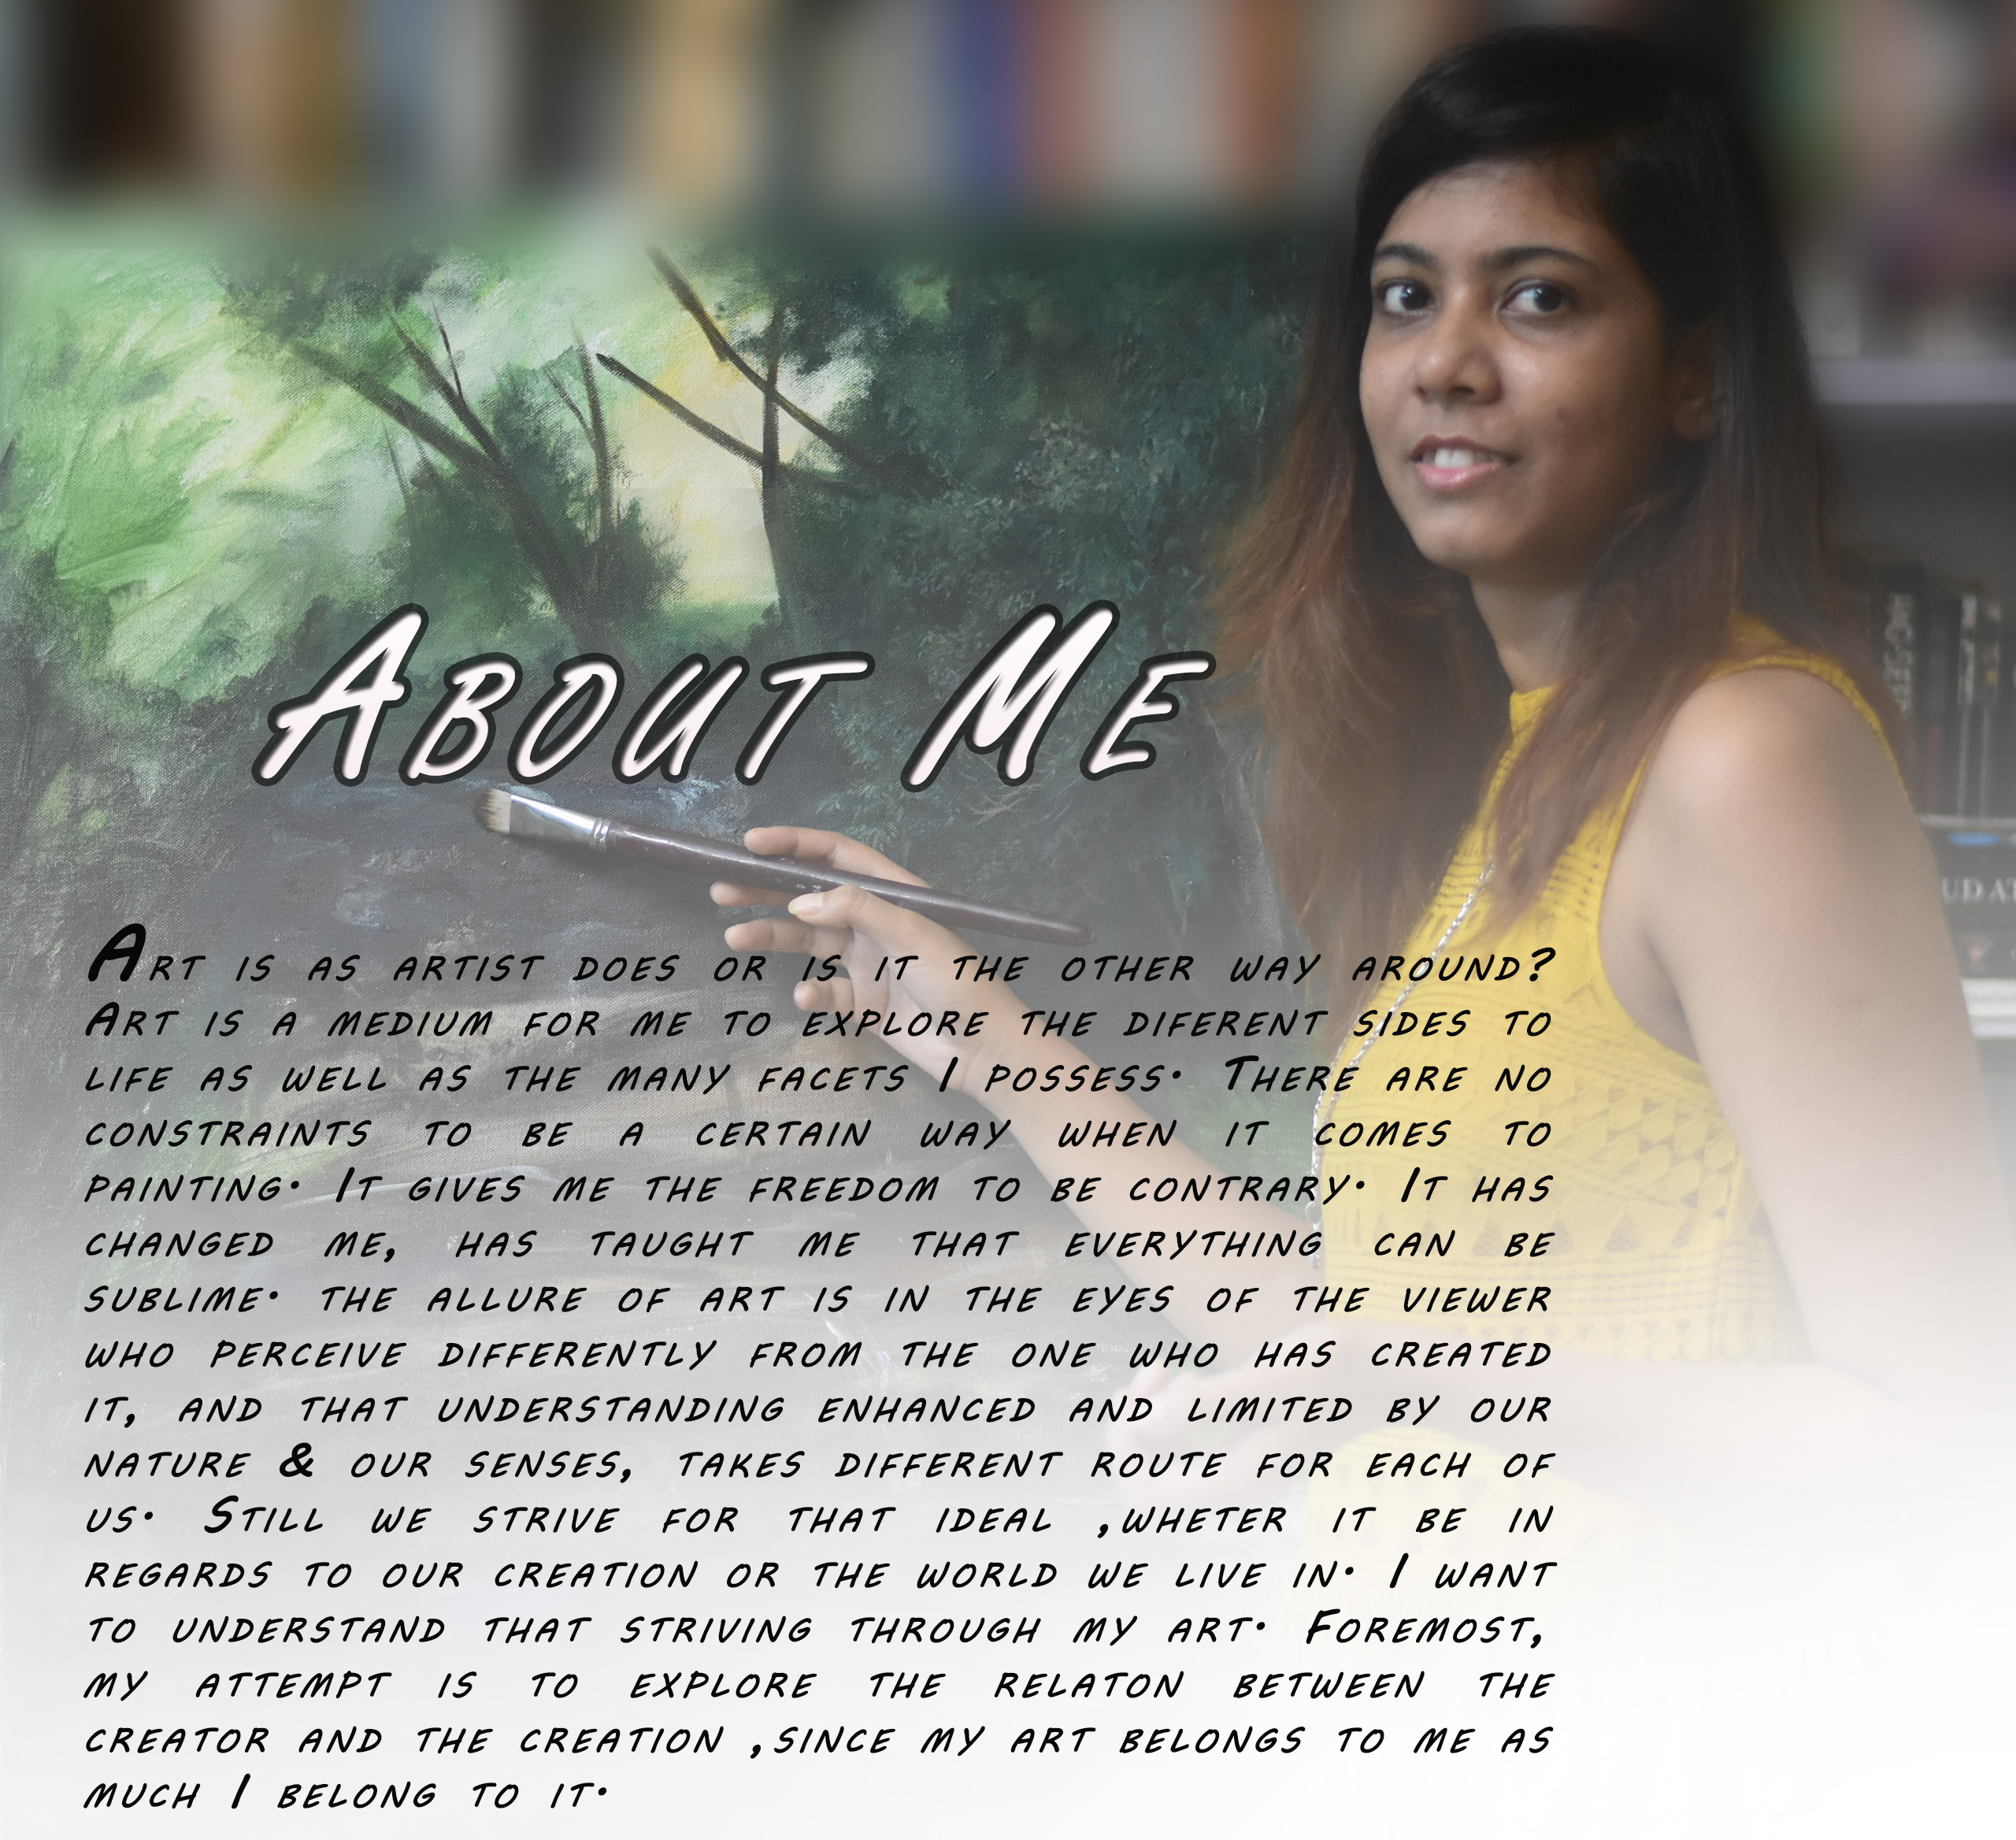 About Me
Art is as artist does or is it the other way around?
Art is a medium for me to explore the diferent sides to
life as well as the many facets I possess. There are no
constraints to be a certain way when it comes to
painting. It gives me the freedom to be contrary. It has
changed me, has taught me that everything can be
sublime. the allure of art is in the eyes of the viewer
who perceive differently from the one who has created
it, and that understanding enhanced and limited by our
nature & our senses, takes different route for each of
us. Still we strive for that ideal ,wheter it be in
regards to our creation or the world we live in. I want
to understand that striving through my art. Foremost,
my attempt is to explore the relaton between the
creator and the creation ,since my art belongs to me as
much I belong to it.